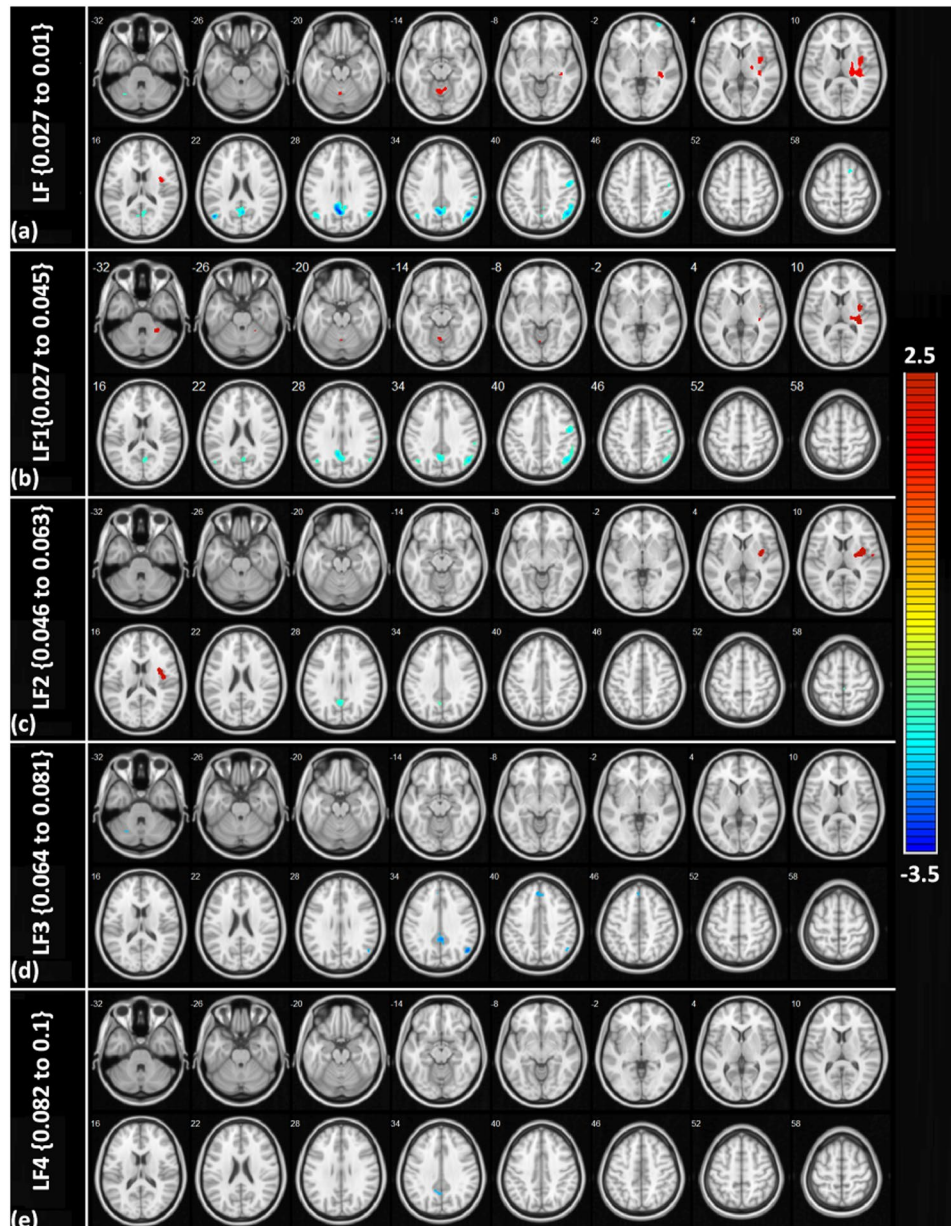 LF {0.027 to 0.01}
-32 -26 -20 -14 -8 -2 4 10
16 22 28 34 40 46 52 58
(a)
LF1{0.027 to 0.045}
-32 -26 -20 -14 -8 -2 4 10
16 22 28 34 40 46 52 58
(b)
LF2 {0.046 to 0.063}
-32 -26 -20 -14 -8 -2 4 10
16 22 28 34 40 46 52 58
(c)
LF3 {0.064 to 0.081}
-32 -26 -20 -14 -8 -2 4 10
16 22 28 34 40 46 52 58
(d)
LF4 {0.082 to 0.1}
-32 -26 -20 -14 -8 -2 4 10
16 22 28 34 40 46 52 58
(e)
2.5
-3.5